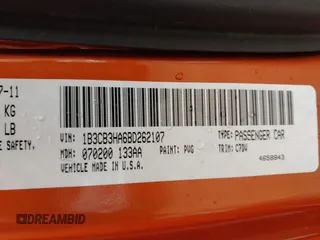 7-11
KG
LB
E SAFETY.
VIN: 1B3CB3HA6BD262107
TYPE: PASSENGER CAR
MDH: 070200 133AA
PAINT: PVG
TRIM: C7DV
VEHICLE MADE IN U.S.A.
4658843
DREAMBID